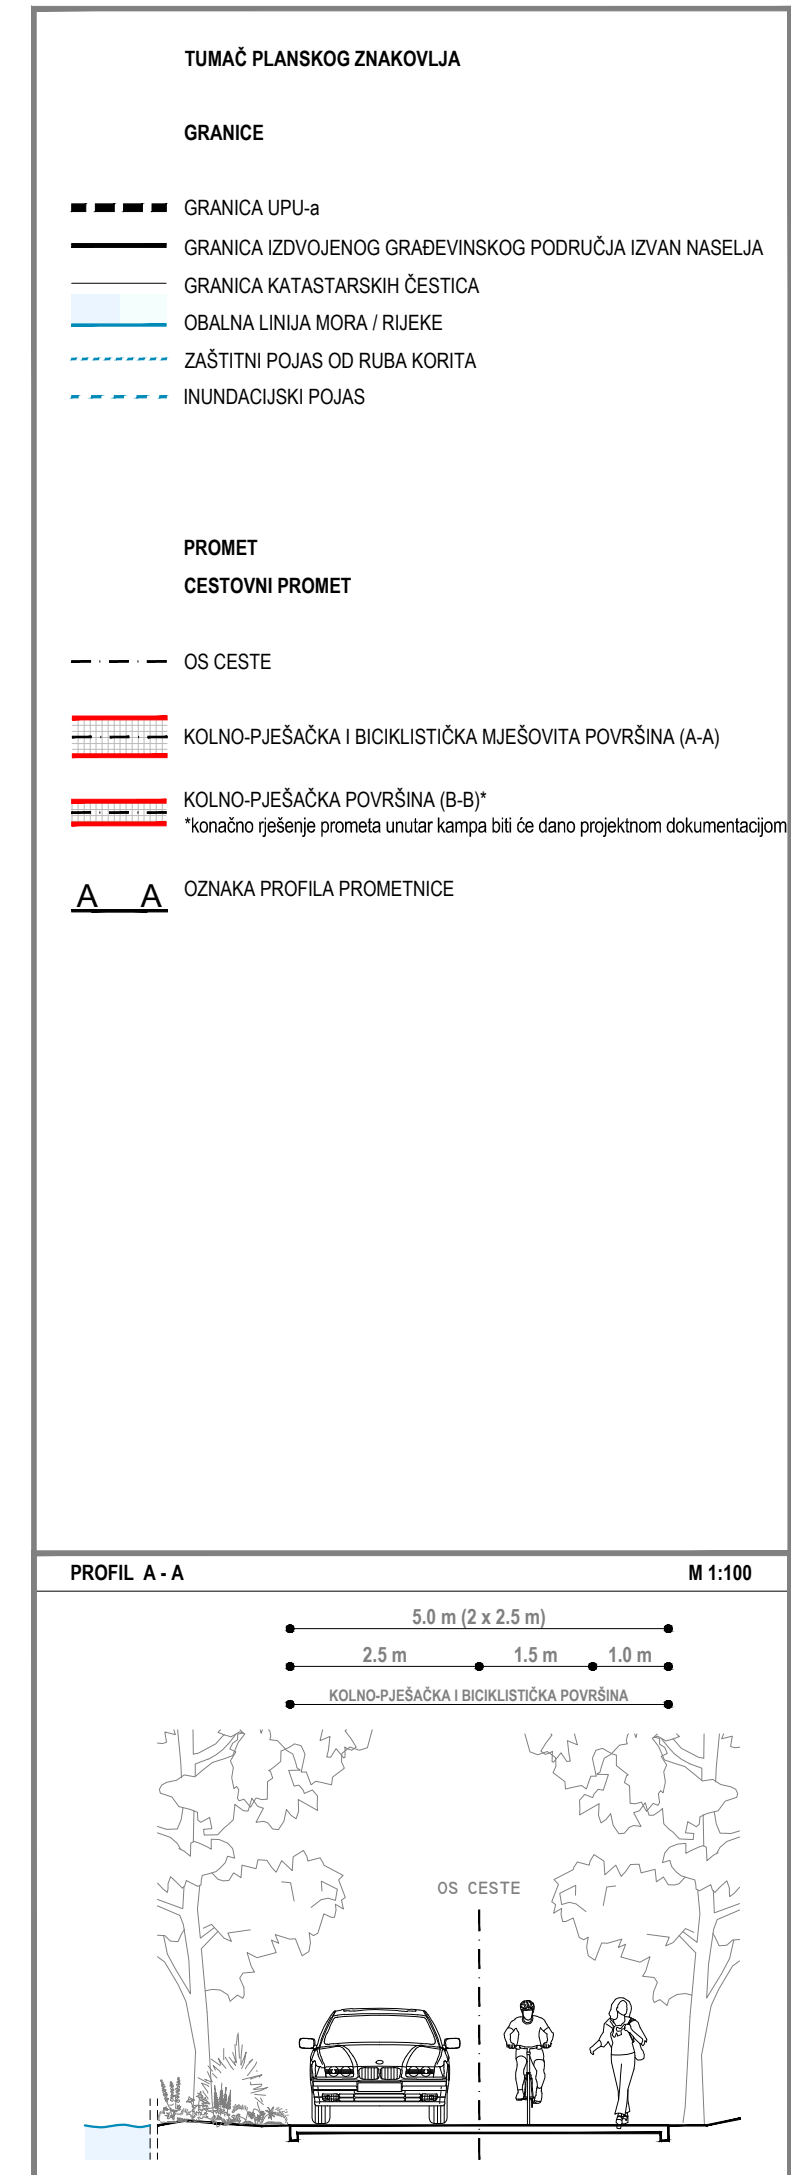 TUMAČ PLANSKOG ZNAKOVLJA
GRANICE
GRANICA UPU-a
GRANICA IZDVOJENOG GRAĐEVINSKOG PODRUČJA IZVAN NASELJA
GRANICA KATASTARSKIH ČESTICA
OBALNA LINIJA MORA / RIJEKE
ZAŠTITNI POJAS OD RUBA KORITA
INUNDACIJSKI POJAS
PROMET
CESTOVNI PROMET
OS CESTE
KOLNO-PJEŠAČKA I BICIKLISTIČKA MJEŠOVITA POVRŠINA (A-A)
KOLNO-PJEŠAČKA POVRŠINA (B-B)*
*konačno rješenje prometa unutar kampa biti će dano projektnom dokumentacijom
A A OZNAKA PROFILA PROMETNICE
PROFIL A - A M 1:100
5.0 m (2 x 2.5 m)
2.5 m 1.5 m 1.0 m
KOLNO-PJEŠAČKA I BICIKLISTIČKA POVRŠINA
OS CESTE